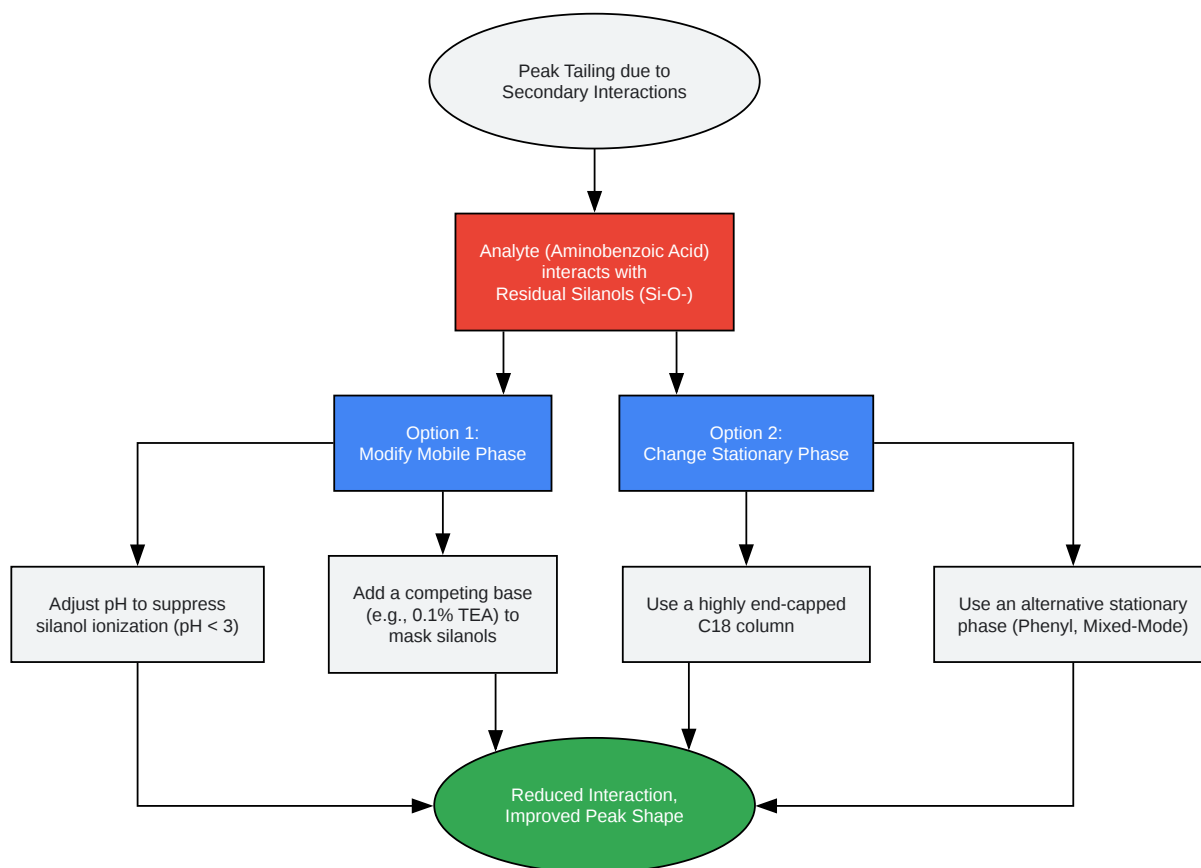 Peak Tailing due to
Secondary Interactions
Analyte (Aminobenzoic Acid)
interacts with
Residual Silanols (Si-O-)
Option 1:
Modify Mobile Phase
Option 2:
Change Stationary Phase
Adjust pH to suppress
silanol ionization (pH < 3)
Add a competing base
(e.g., 0.1% TEA) to
mask silanols
Use a highly end-capped
C18 column
Use an alternative stationary
phase (Phenyl, Mixed-Mode)
Reduced Interaction,
Improved Peak Shape